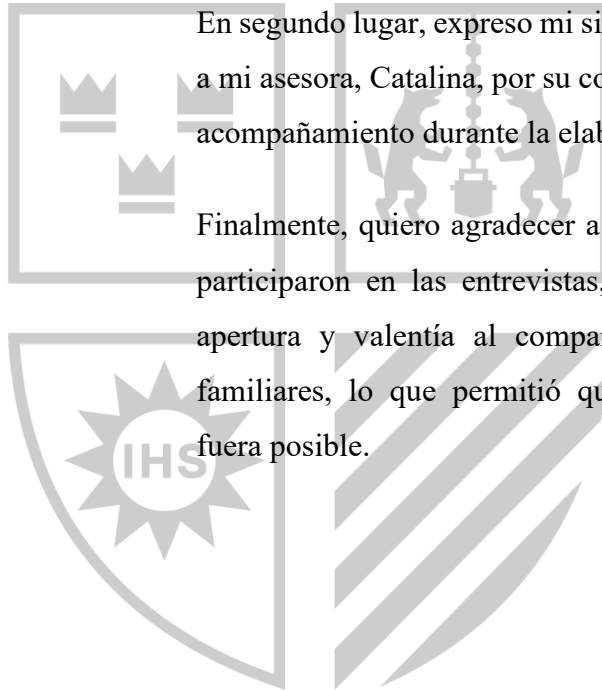 En segundo lugar, expreso mi si
a mi asesora, Catalina, por su co
acompañamiento durante la elab
Finalmente, quiero agradecer a
participaron en las entrevistas,
apertura y valentía al compar
familiares, lo que permitió qu
fuera posible.
IHS